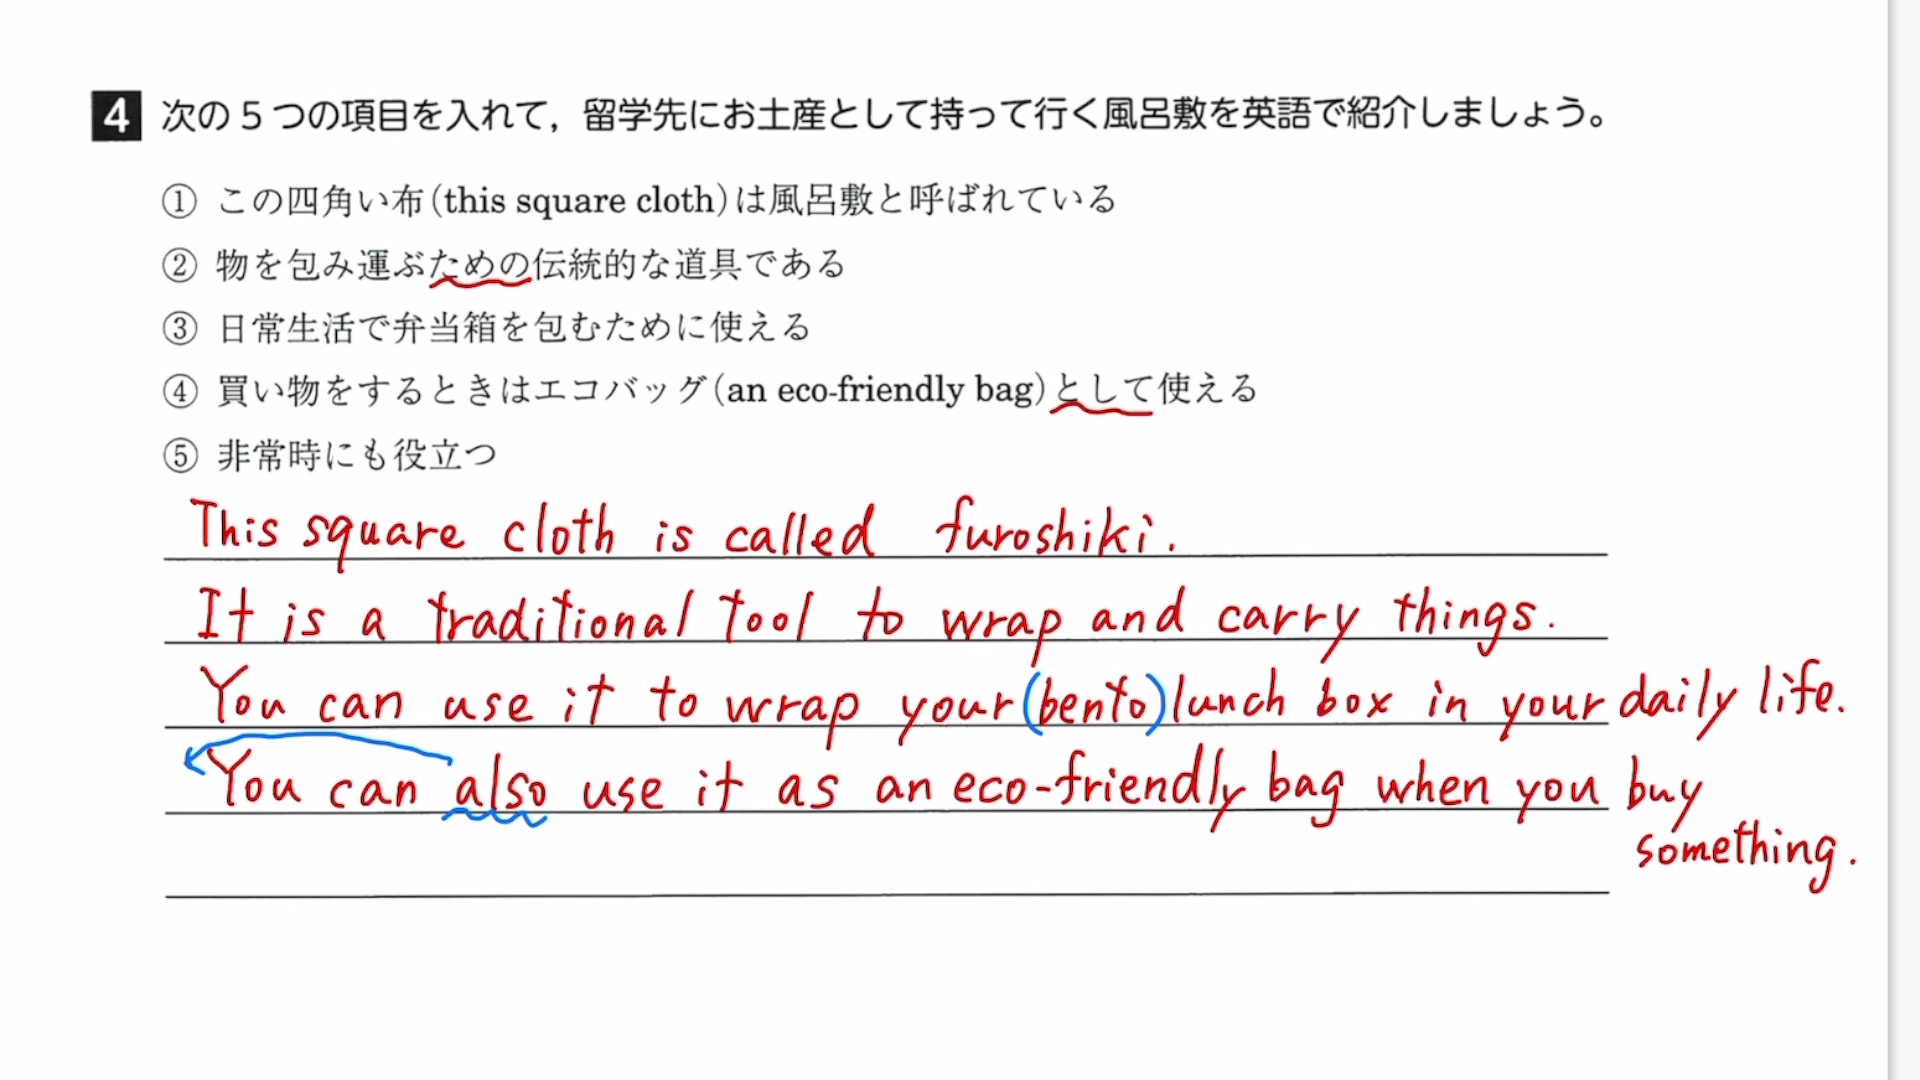 4 次の5つの項目を入れて，留学先にお土産として持って行く風呂敷を英語で紹介しましょう。
① この四角い布(this square cloth)は風呂敷と呼ばれている
② 物を包み運ぶための伝統的な道具である
③ 日常生活で弁当箱を包むために使える
④ 買い物をするときはエコバッグ(an eco-friendly bag)として使える
⑤ 非常時にも役立つ
This square cloth is called furoshiki.
It is a traditional tool to wrap and carry things.
You can use it to wrap your (bento) lunch box in your daily life.
You can also use it as an eco-friendly bag when you buy
something.